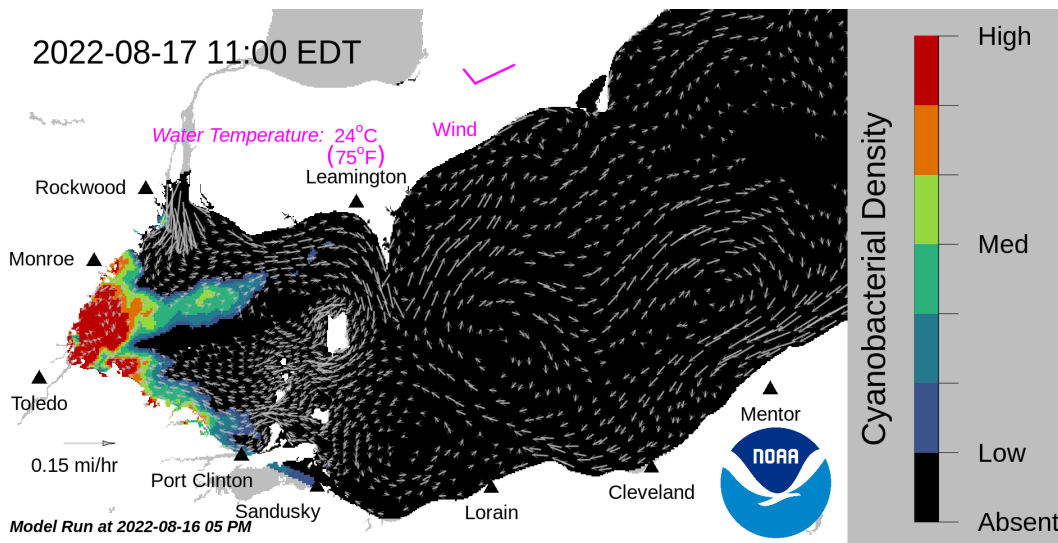 2022-08-17 11:00 EDT
Water Temperature: 24°C
(75°F)
Wind
Leamington
Rockwood
Monroe
Toledo
0.15 mi/hr
Port Clinton
Sandusky
Lorain
Cleveland
Mentor
NOAA
Model Run at 2022-08-16 05 PM
Cyanobacterial Density
High
Med
Low
Absent